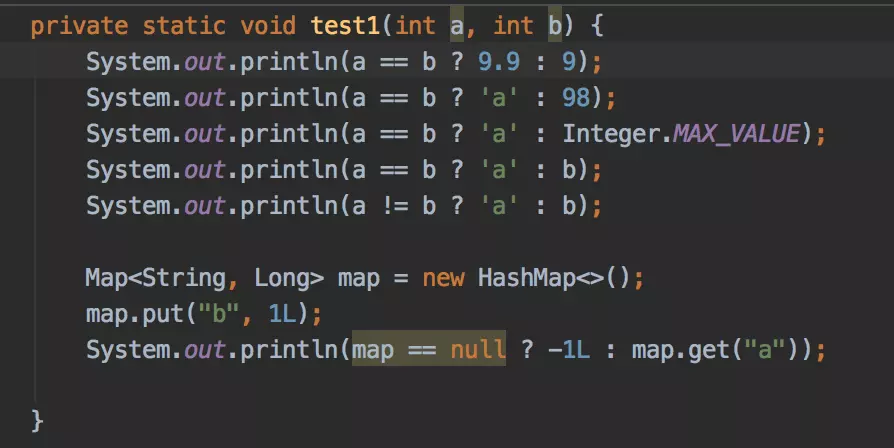 private static void test1(int a, int b) {
    System.out.println(a == b ? 9.9 : 9);
    System.out.println(a == b ? 'a' : 98);
    System.out.println(a == b ? 'a' : Integer.MAX_VALUE);
    System.out.println(a == b ? 'a' : b);
    System.out.println(a != b ? 'a' : b);
    Map<String, Long> map = new HashMap<>();
    map.put("b", 1L);
    System.out.println(map == null ? -1L : map.get("a"));
}